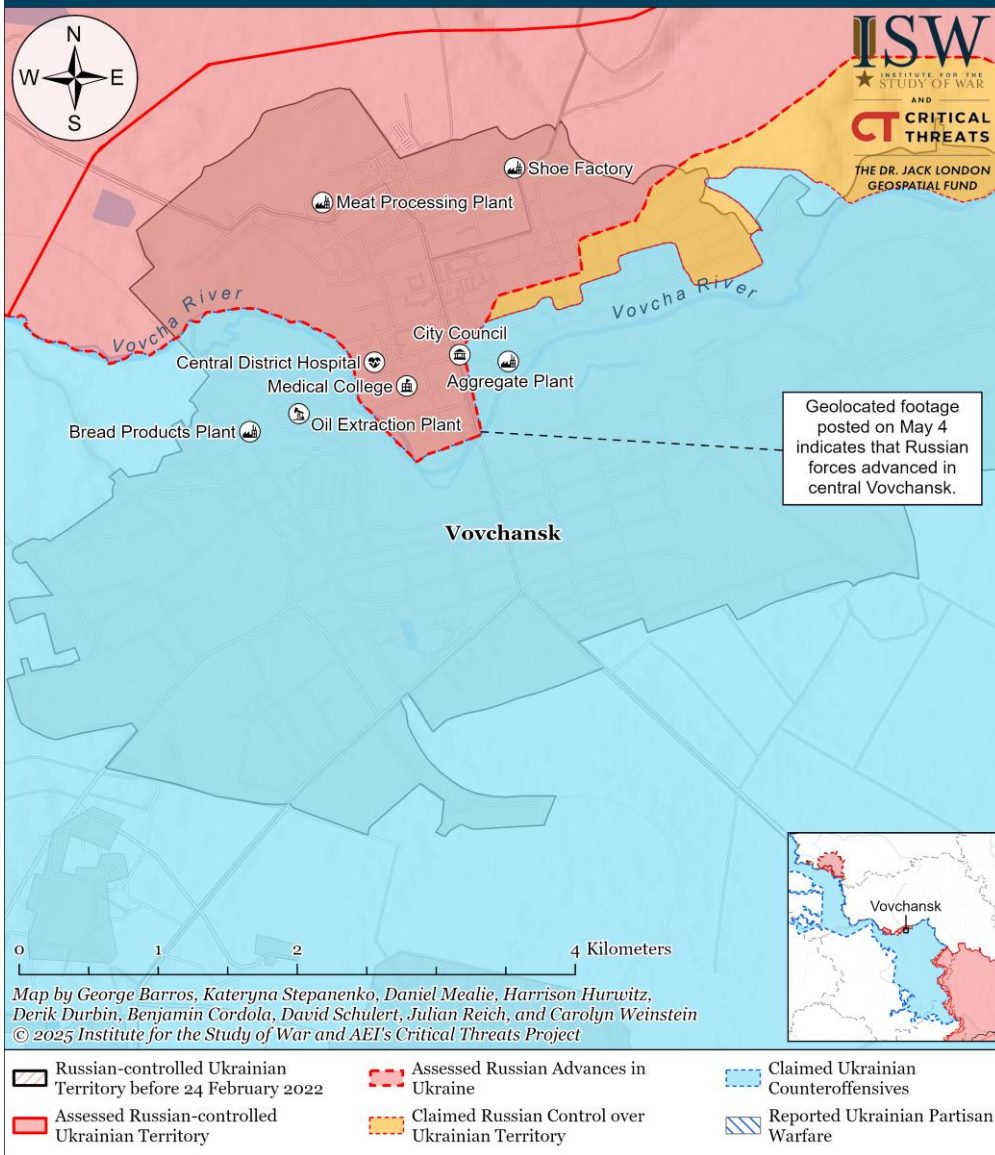 N
W
E
S
ISW
INSTITUTE FOR THE
STUDY OF WAR
AND
CT CRITICAL
THREATS
THE DR. JACK LONDON
GEOSPATIAL FUND
Shoe Factory
Meat Processing Plant
Vovcha River
Vovcha River
City Council
Central District Hospital
Medical College
Aggregate Plant
Oil Extraction Plant
Bread Products Plant
Geolocated footage
posted on May 4
indicates that Russian
forces advanced in
central Vovchansk.
Vovchansk
Vovchansk
0 1 2 4 Kilometers
Map by George Barros, Kateryna Stepanenko, Daniel Mealie, Harrison Hurwitz,
Derik Durbin, Benjamin Cordola, David Schulert, Julian Reich, and Carolyn Weinstein
© 2025 Institute for the Study of War and AEI's Critical Threats Project
Russian-controlled Ukrainian
Territory before 24 February 2022
Assessed Russian-controlled
Ukrainian Territory
Assessed Russian Advances in
Ukraine
Claimed Russian Control over
Ukrainian Territory
Claimed Ukrainian
Counteroffensives
Reported Ukrainian Partisan
Warfare